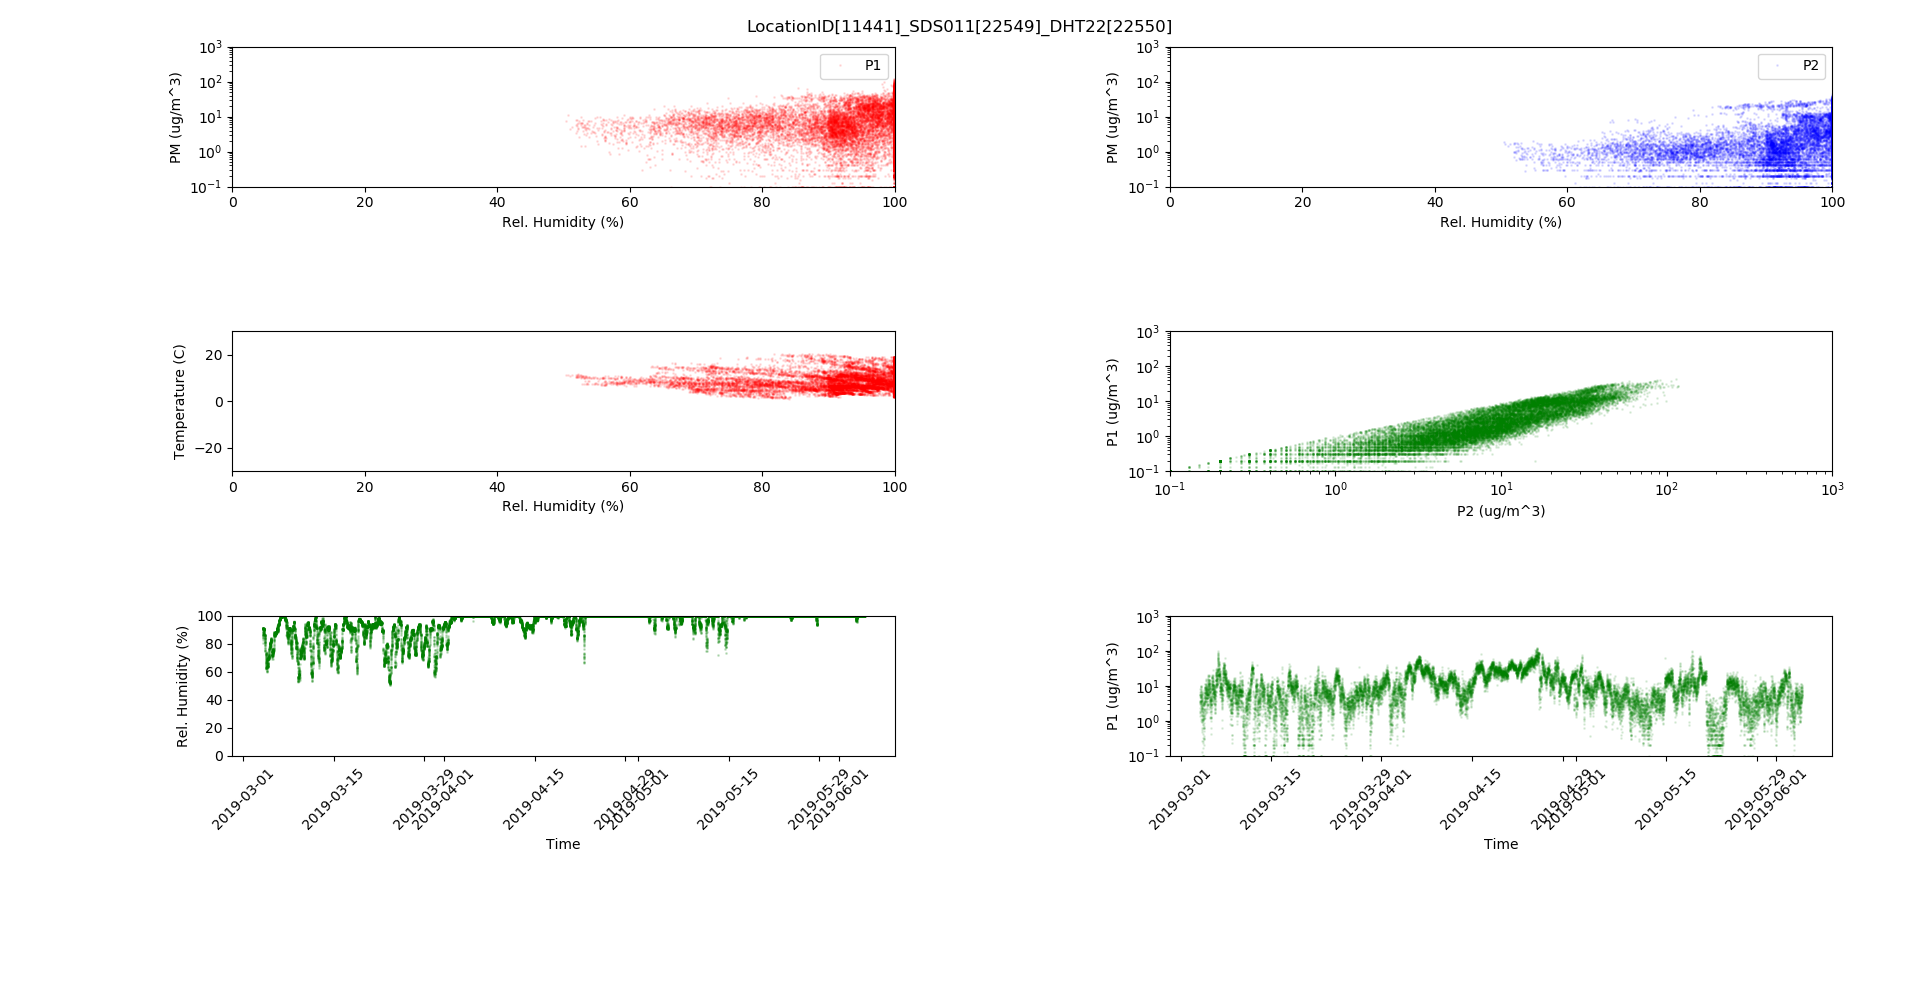 LocationID[11441]_SDS011[22549]_DHT22[22550]
PM (ug/m^3)
10^3
10^2
10^1
10^0
10^-1
P1
0 20 40 60 80 100
Rel. Humidity (%)
PM (ug/m^3)
10^3
10^2
10^1
10^0
10^-1
P2
0 20 40 60 80 100
Rel. Humidity (%)
Temperature (C)
20
0
−20
0 20 40 60 80 100
Rel. Humidity (%)
P1 (ug/m^3)
10^3
10^2
10^1
10^0
10^-1
10^-1 10^0 10^1 10^2 10^3
P2 (ug/m^3)
Rel. Humidity (%)
100
80
60
40
20
0
2019-03-01 2019-03-15 2019-03-29 2019-04-01 2019-04-15 2019-04-29 2019-05-01 2019-05-15 2019-05-29 2019-06-01
Time
P1 (ug/m^3)
10^3
10^2
10^1
10^0
10^-1
2019-03-01 2019-03-15 2019-03-29 2019-04-01 2019-04-15 2019-04-29 2019-05-01 2019-05-15 2019-05-29 2019-06-01
Time